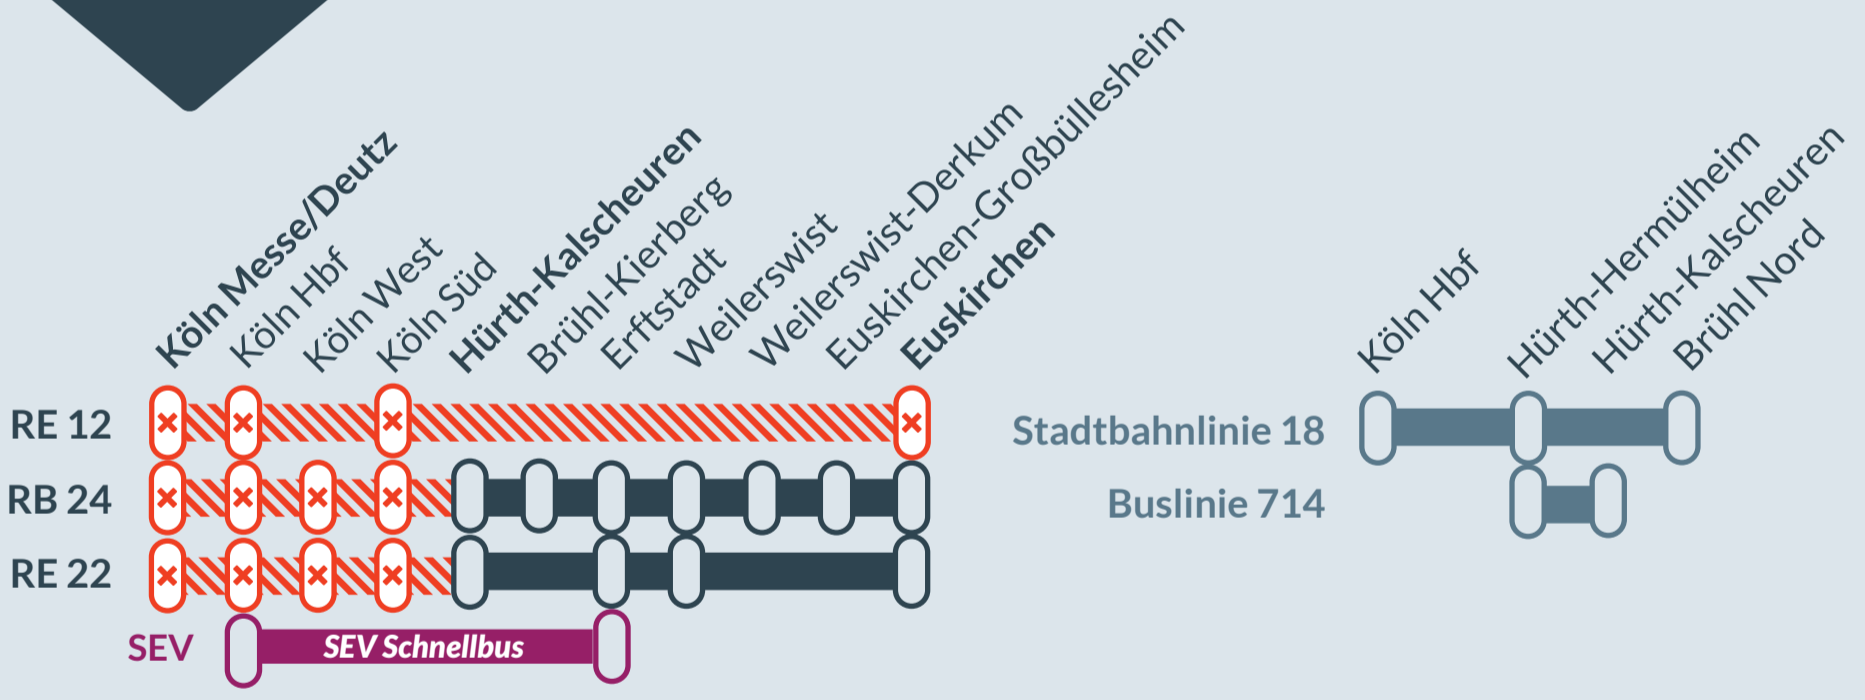 Köln Messe/Deutz
Köln Hbf
Köln West
Köln Süd
Hürth-Kalscheuren
Brühl-Kierberg
Erftstadt
Weilerswist
Weilerswist-Derkum
Euskirchen-Großbüllesheim
Euskirchen
RE 12
RB 24
RE 22
SEV
SEV Schnellbus
Köln Hbf
Hürth-Hermülheim
Hürth-Kalscheuren
Brühl Nord
Stadtbahnlinie 18
Buslinie 714